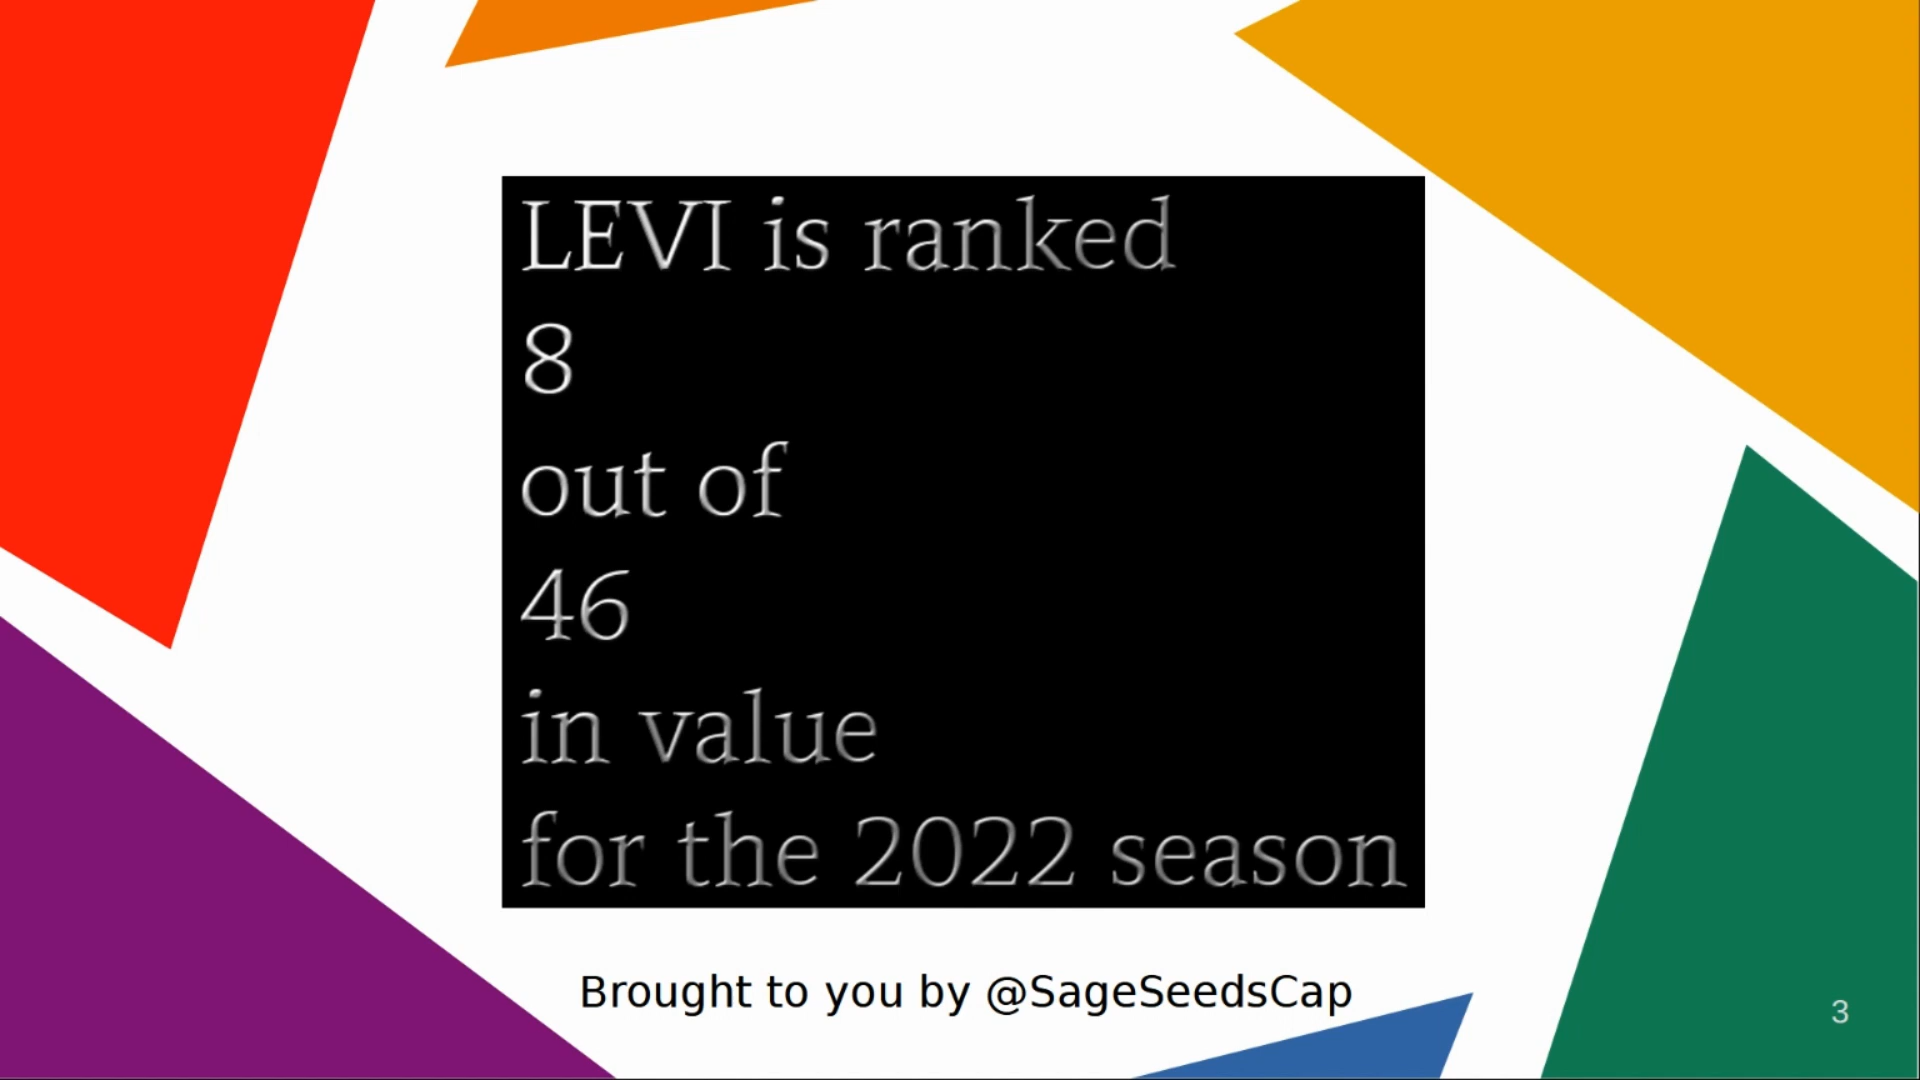 LEVI is ranked
8
out of
46
in value
for the 2022 season
Brought to you by @SageSeedsCap
3